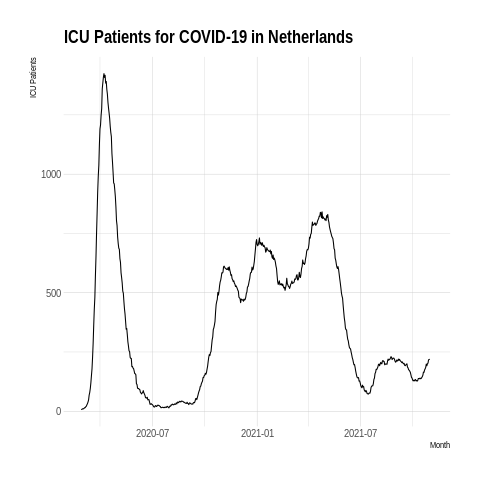 ICU Patients for COVID-19 in Netherlands
ICU Patients
1000
500
0
2020-07
2021-01
2021-07
Month